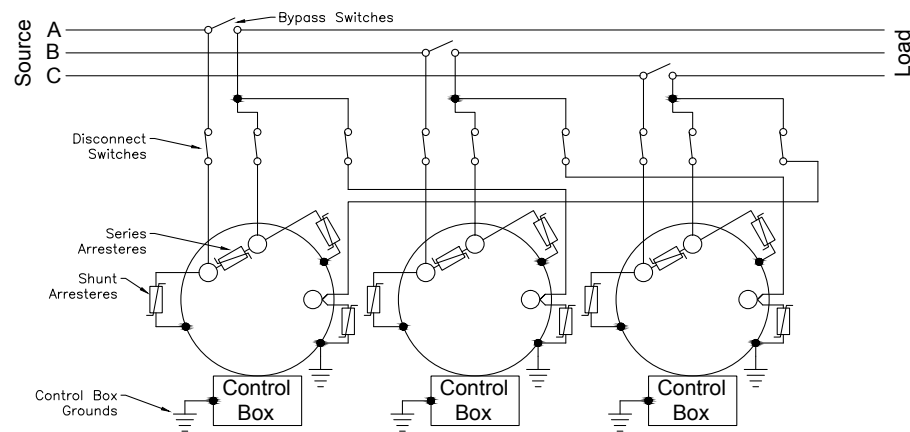 Source
A
B
C
Bypass Switches
Load
Disconnect
Switches
Series
Arresteres
Shunt
Arresteres
Control Box
Grounds
Control
Box
Control
Box
Control
Box